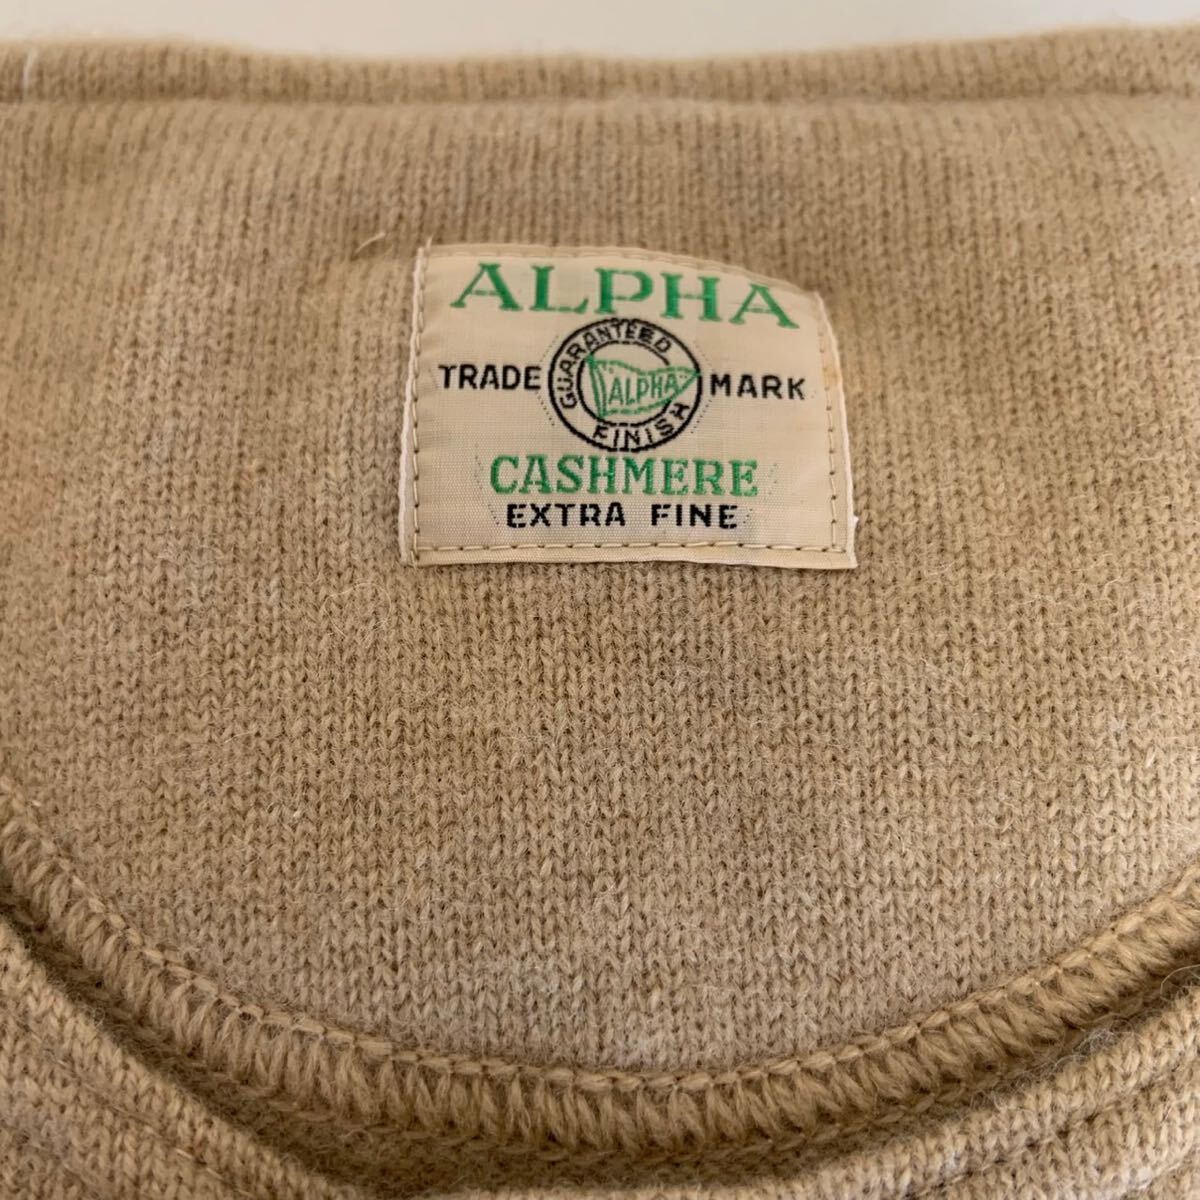 ALPHA
TRADE MARK
GUARANTEED
ALPHA
FINISH
CASHMERE
EXTRA FINE